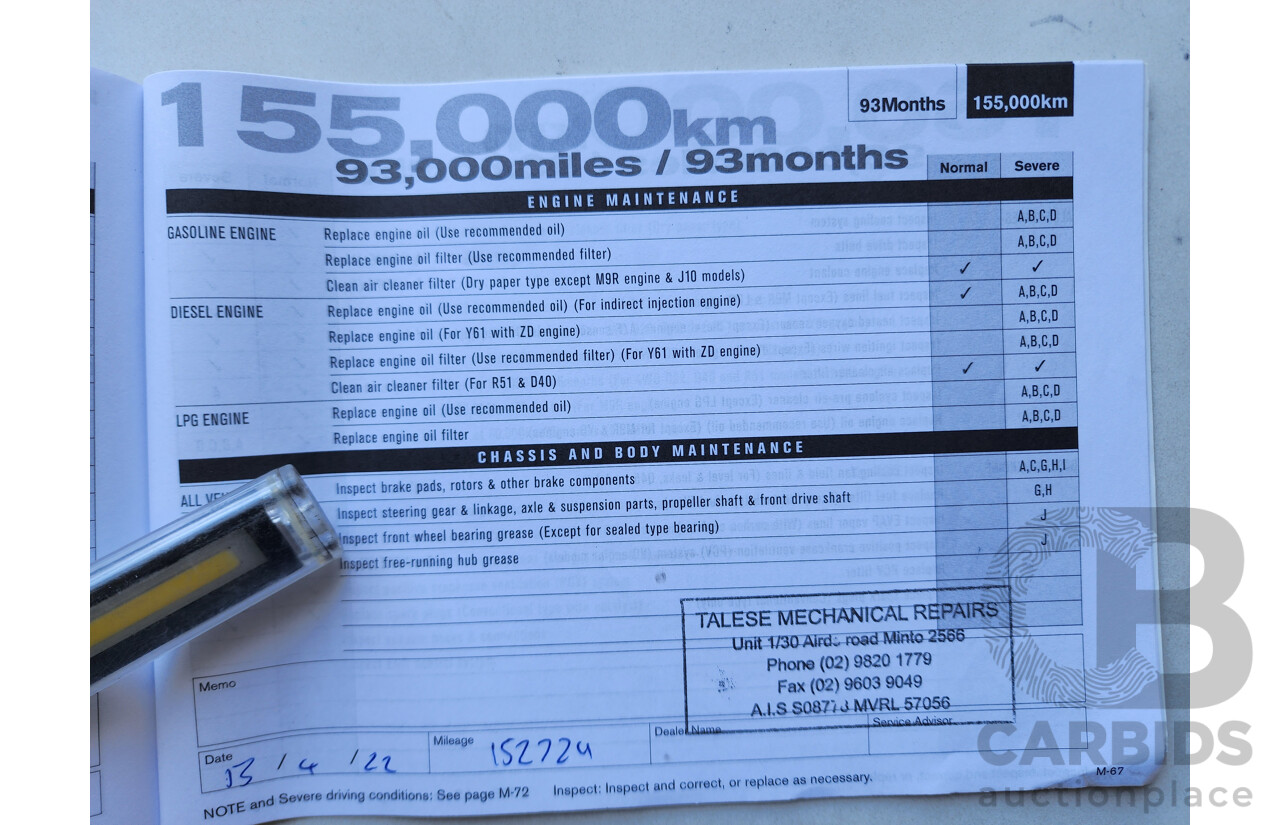 93Months 155,000km
155,000km
93,000miles / 93months
Normal Severe
ENGINE MAINTENANCE
GASOLINE ENGINE Replace engine oil (Use recommended oil) A,B,C,D
Replace engine oil filter (Use recommended filter) A,B,C,D
Clean air cleaner filter (Dry paper type except M9R engine & J10 models) ✓ ✓
DIESEL ENGINE Replace engine oil (Use recommended oil) (For indirect injection engine) ✓ A,B,C,D
Replace engine oil (For Y61 with ZD engine) A,B,C,D
Replace engine oil filter (Use recommended filter) (For Y61 with ZD engine) A,B,C,D
Clean air cleaner filter (For R51 & D40) ✓ ✓
LPG ENGINE Replace engine oil (Use recommended oil) A,B,C,D
Replace engine oil filter A,B,C,D
CHASSIS AND BODY MAINTENANCE
ALL Inspect brake pads, rotors & other brake components A,C,G,H,I
Inspect steering gear & linkage, axle & suspension parts, propeller shaft & front drive shaft G,H
Inspect front wheel bearing grease (Except for sealed type bearing) J
Inspect free-running hub grease J
TALESE MECHANICAL REPAIRS
Unit 1/30 road Minto 2566
Phone (02) 9820 1779
Fax (02) 9603 9049
A.I.S MVRL 57056
Memo
Date 13 / 4 / 22 Mileage 152724 Dealer Name Service Advisor
NOTE and Severe driving conditions: See page M-72 Inspect: Inspect and correct, or replace as necessary.
M-67
CB
CARBIDS
auctionplace